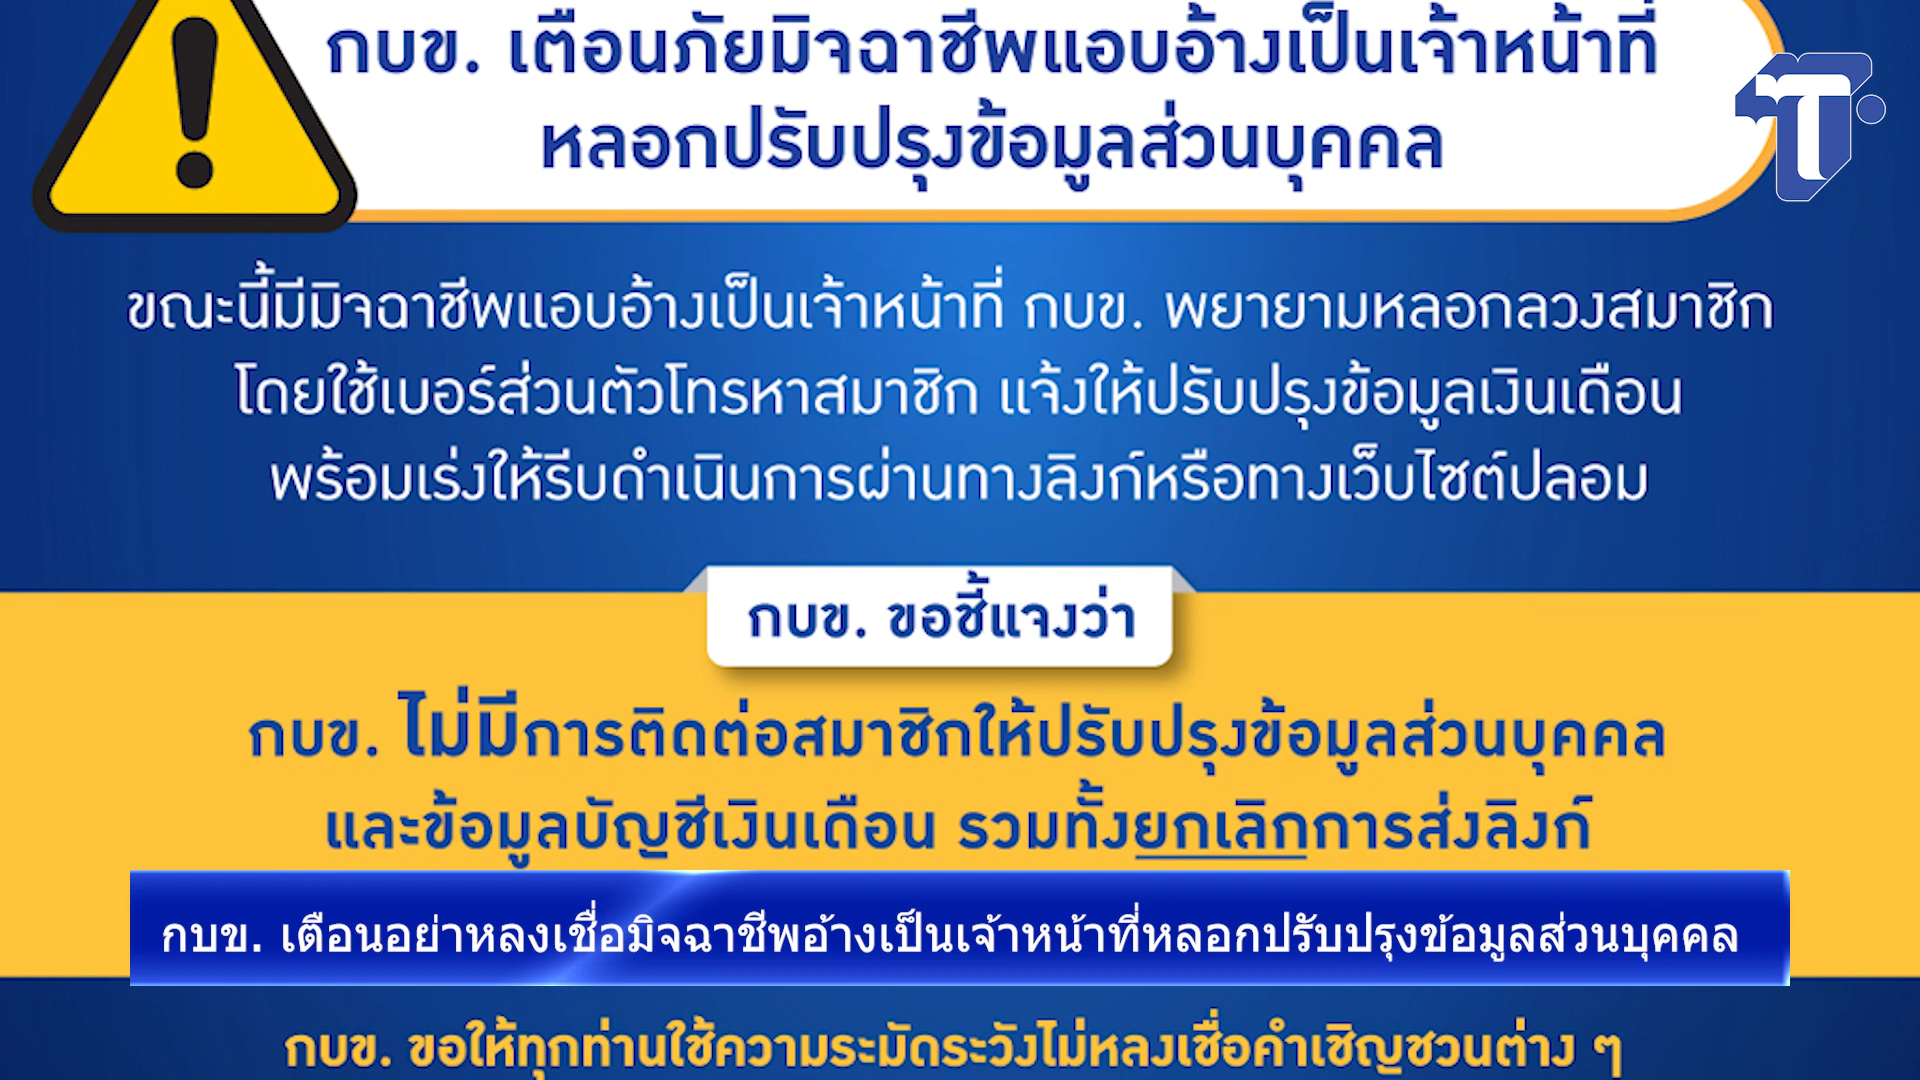 กบข. เตือนภัยมิจฉาชีพแอบอ้างเป็นเจ้าหน้าที่
หลอกปรับปรุงข้อมูลส่วนบุคคล
ขณะนี้มีมิจฉาชีพแอบอ้างเป็นเจ้าหน้าที่ กบข. พยายามหลอกลวงสมาชิก
โดยใช้เบอร์ส่วนตัวโทรหาสมาชิก แจ้งให้ปรับปรุงข้อมูลเงินเดือน
พร้อมเร่งให้รีบดำเนินการผ่านทางลิงก์หรือทางเว็บไซต์ปลอม
กบข. ขอชี้แจงว่า
กบข. ไม่มีการติดต่อสมาชิกให้ปรับปรุงข้อมูลส่วนบุคคล
และข้อมูลบัญชีเงินเดือน รวมทั้งยกเลิกการส่งลิงก์
กบข. เตือนอย่าหลงเชื่อมิจฉาชีพอ้างเป็นเจ้าหน้าที่หลอกปรับปรุงข้อมูลส่วนบุคคล
กบข. ขอให้ทุกท่านใช้ความระมัดระวังไม่หลงเชื่อคำเชิญชวนต่าง ๆ